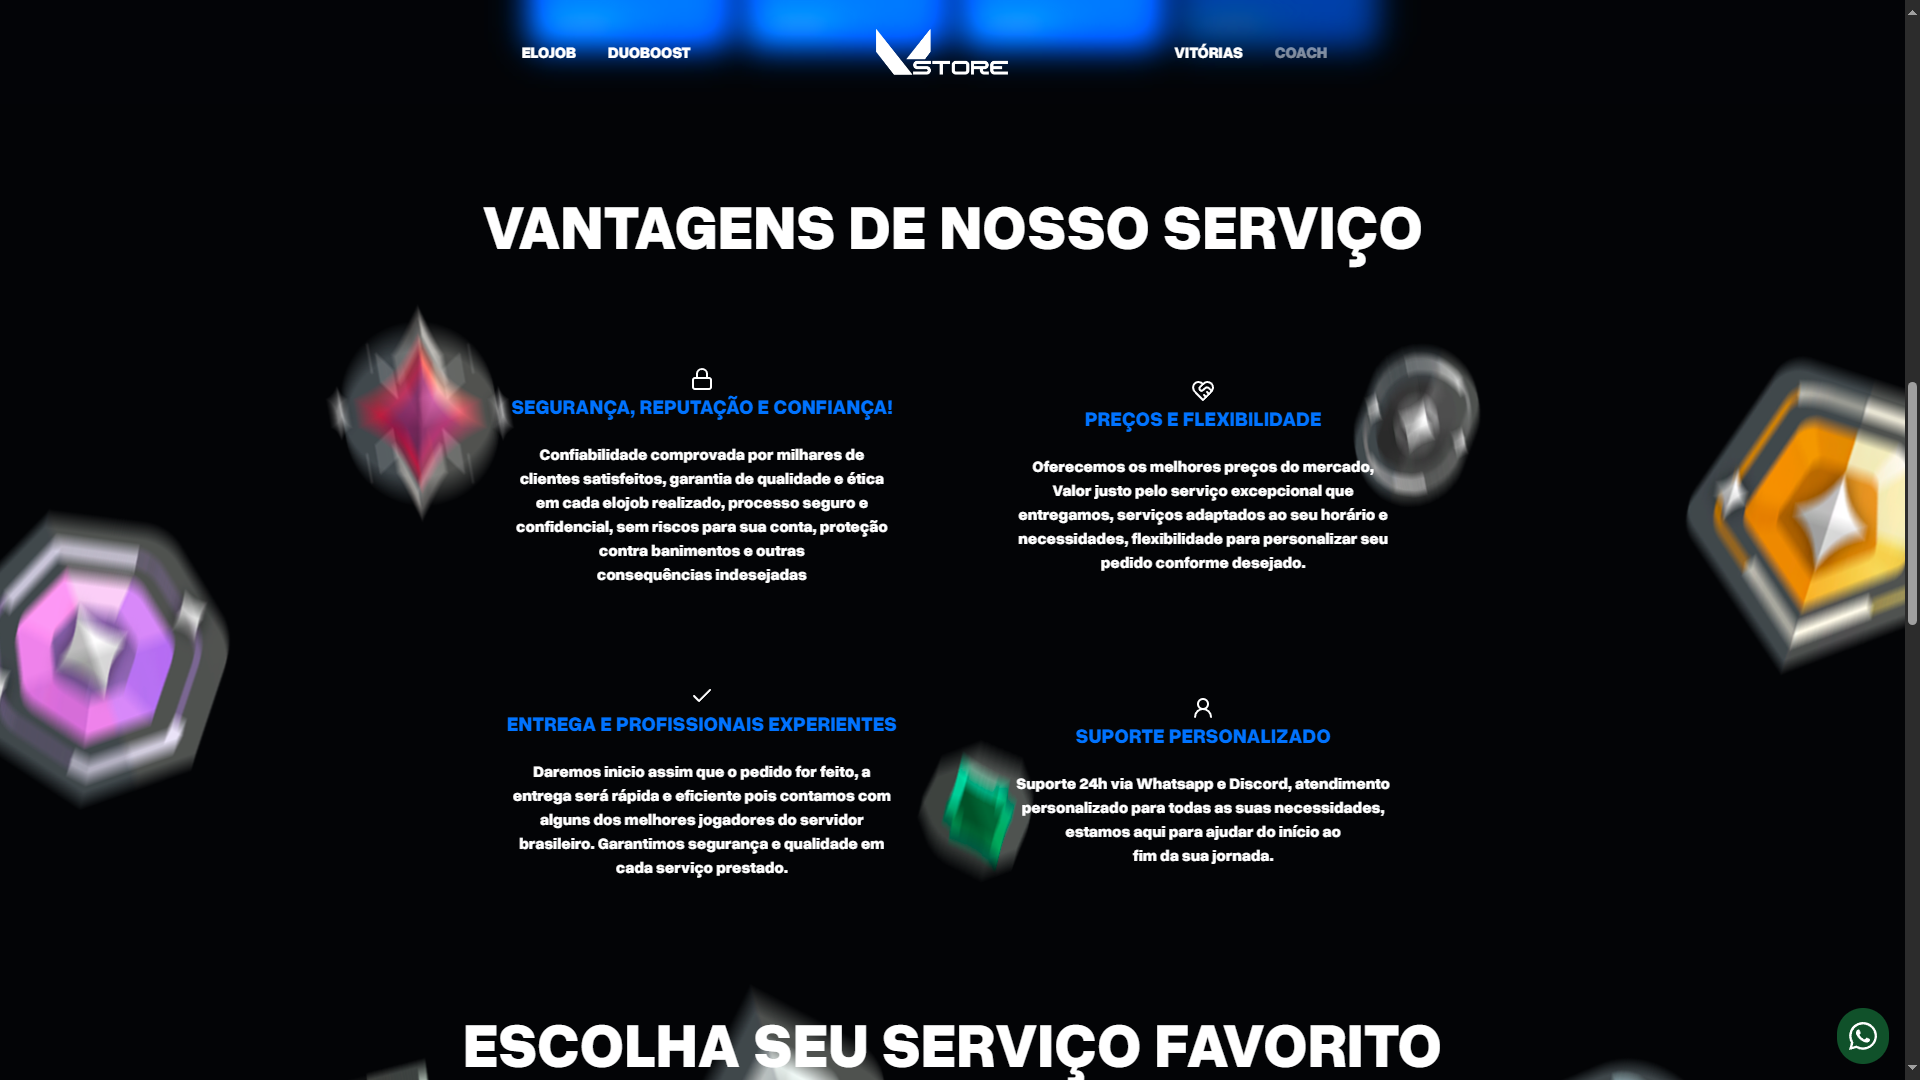 ELOJOB DUOBOOST STORE VITÓRIAS COACH
VANTAGENS DE NOSSO SERVIÇO
SEGURANÇA, REPUTAÇÃO E CONFIANÇA!
Confiabilidade comprovada por milhares de
clientes satisfeitos, garantia de qualidade e ética
em cada elojob realizado, processo seguro e
confidencial, sem riscos para sua conta, proteção
contra banimentos e outras
consequências indesejadas
PREÇOS E FLEXIBILIDADE
Oferecemos os melhores preços do mercado,
Valor justo pelo serviço excepcional que
entregamos, serviços adaptados ao seu horário e
necessidades, flexibilidade para personalizar seu
pedido conforme desejado.
ENTREGA E PROFISSIONAIS EXPERIENTES
Daremos inicio assim que o pedido for feito, a
entrega será rápida e eficiente pois contamos com
alguns dos melhores jogadores do servidor
brasileiro. Garantimos segurança e qualidade em
cada serviço prestado.
SUPORTE PERSONALIZADO
Suporte 24h via Whatsapp e Discord, atendimento
personalizado para todas as suas necessidades,
estamos aqui para ajudar do início ao
fim da sua jornada.
ESCOLHA SEU SERVIÇO FAVORITO